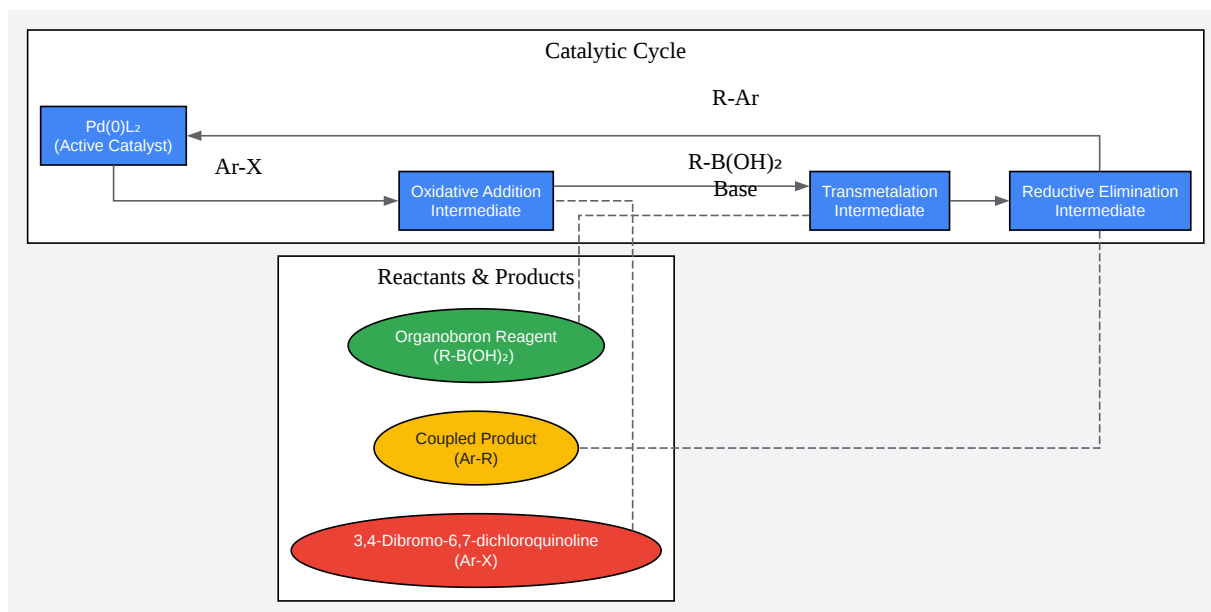 Catalytic Cycle
R-Ar
Pd(0)L₂
(Active Catalyst)
Ar-X
R-B(OH)₂
Base
Oxidative Addition
Intermediate
Transmetalation
Intermediate
Reductive Elimination
Intermediate
Reactants & Products
Organoboron Reagent
(R-B(OH)₂)
Coupled Product
(Ar-R)
3,4-Dibromo-6,7-dichloroquinoline
(Ar-X)